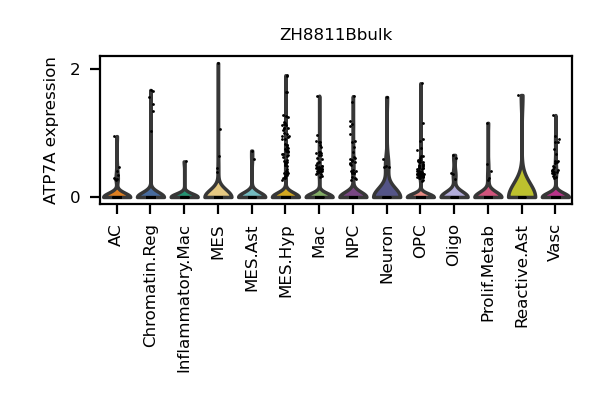 ZH8811Bbulk
ATP7A expression
2
0
AC
Chromatin.Reg
Inflammatory.Mac
MES
MES.Ast
MES.Hyp
Mac
NPC
Neuron
OPC
Oligo
Prolif.Metab
Reactive.Ast
Vasc